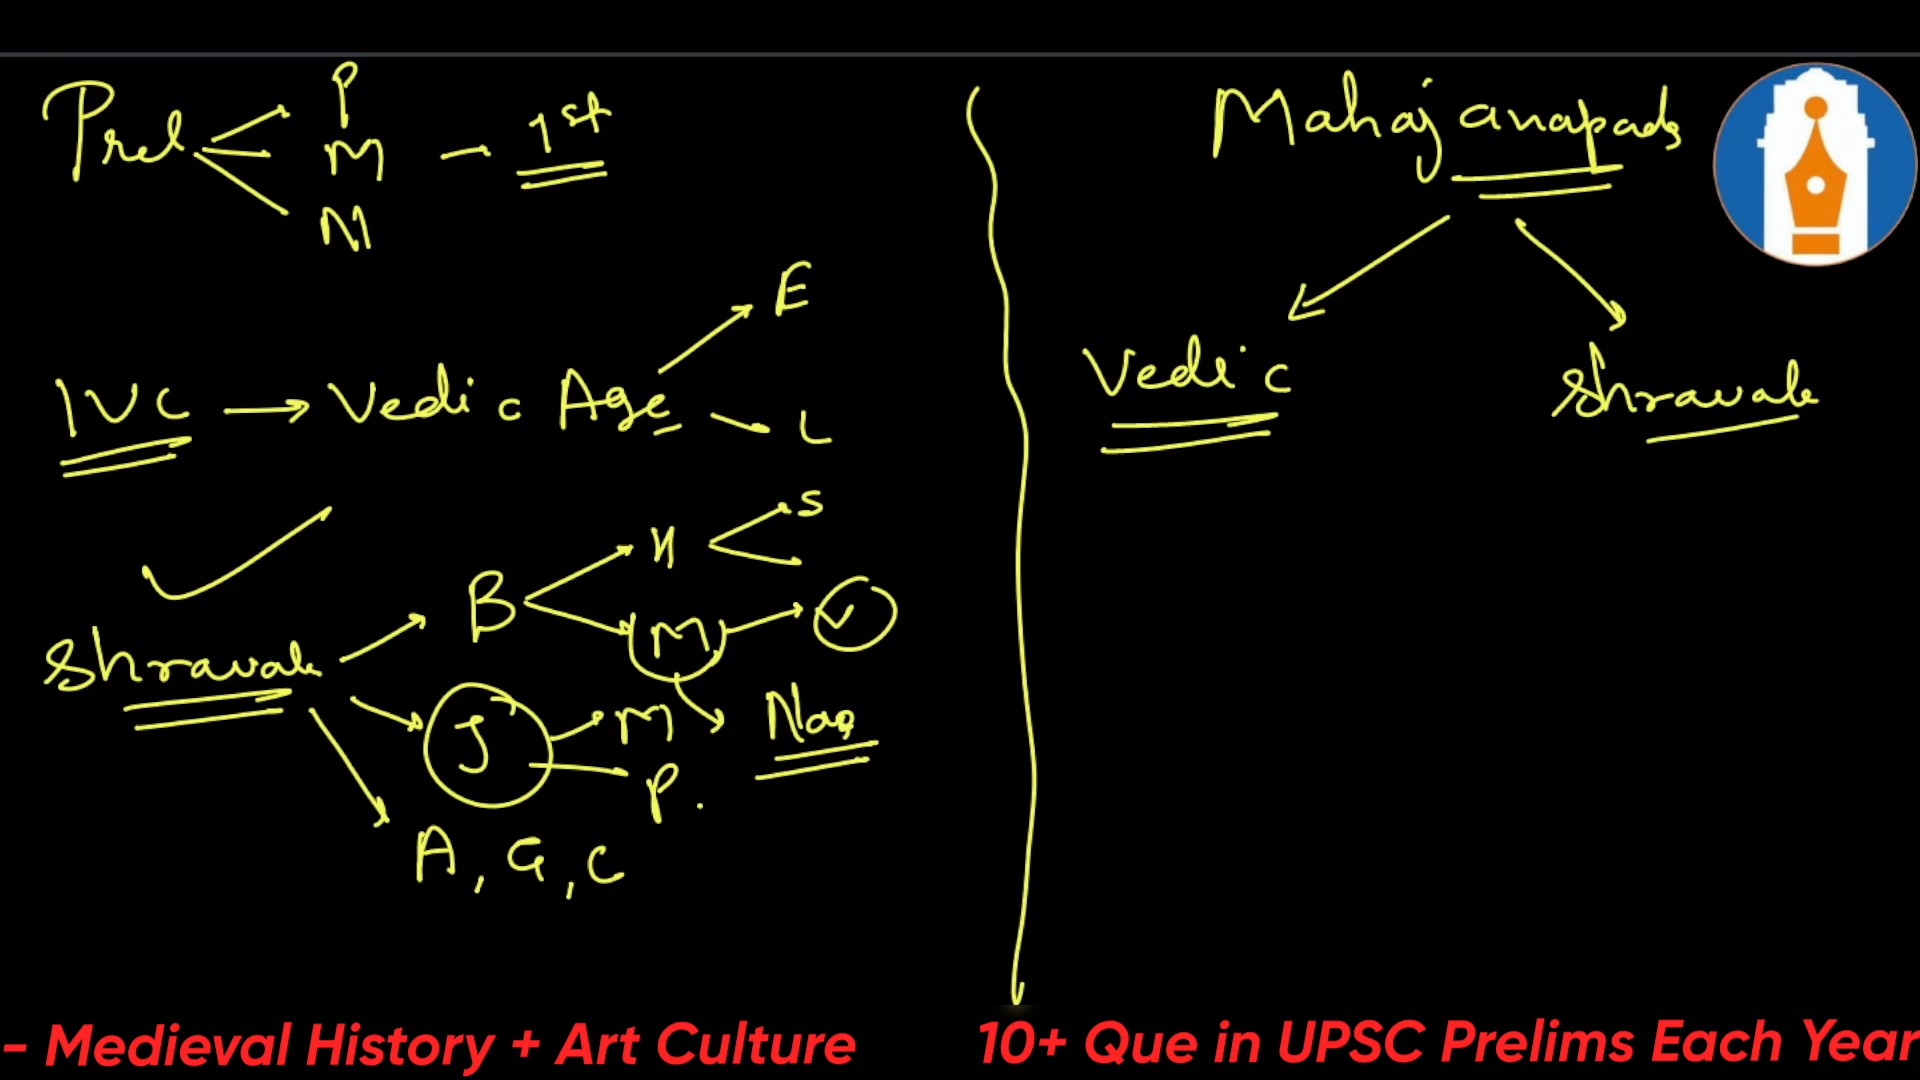 Prel P
M - 1st
N
IVC → Vedic Age E
L
Shravak B H S
M Nag
J M
P.
A, G, C
Mahajanapads
Vedic Shravak
- Medieval History + Art Culture 10+ Que in UPSC Prelims Each Year